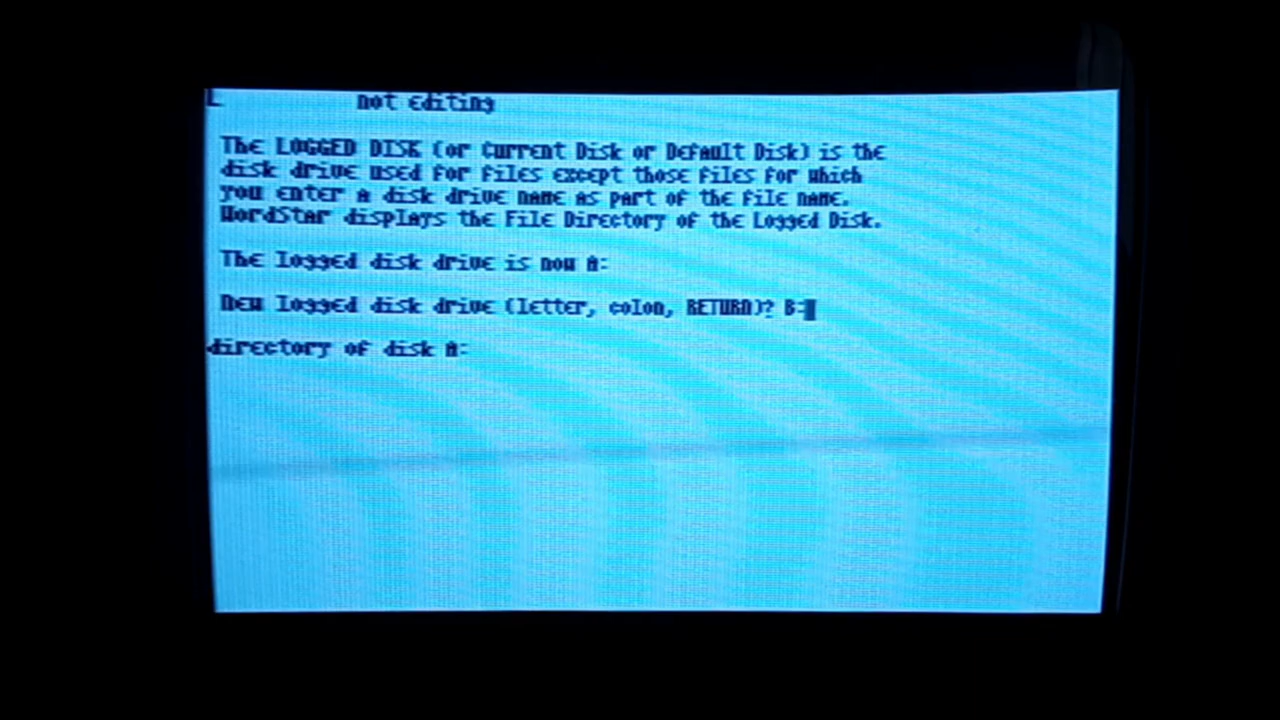 L not editing
The LOGGED DISK (or Current Disk or Default Disk) is the
disk drive used for files except those files for which
you enter a disk drive name as part of the file name.
WordStar displays the File Directory of the Logged Disk.
The logged disk drive is now A:
New logged disk drive (letter, colon, RETURN)? B:
directory of disk A: